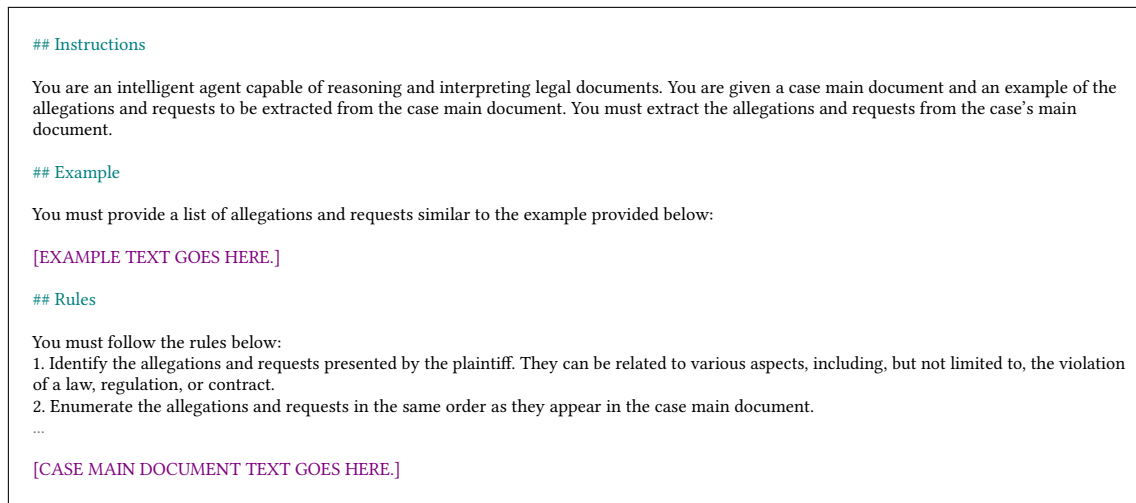 ## Instructions
You are an intelligent agent capable of reasoning and interpreting legal documents. You are given a case main document and an example of the
allegations and requests to be extracted from the case main document. You must extract the allegations and requests from the case's main
document.
## Example
You must provide a list of allegations and requests similar to the example provided below:
[EXAMPLE TEXT GOES HERE.]
## Rules
You must follow the rules below:
1. Identify the allegations and requests presented by the plaintiff. They can be related to various aspects, including, but not limited to, the violation
of a law, regulation, or contract.
2. Enumerate the allegations and requests in the same order as they appear in the case main document.
...
[CASE MAIN DOCUMENT TEXT GOES HERE.]